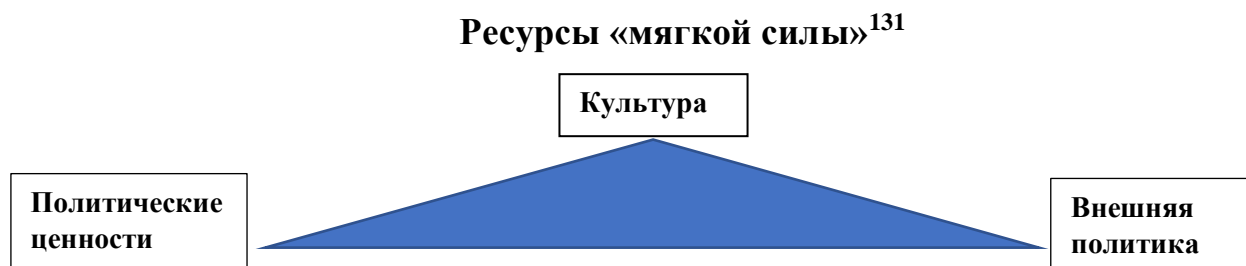 Ресурсы «мягкой силы»131
Культура
Политические
ценности
Внешняя
политика